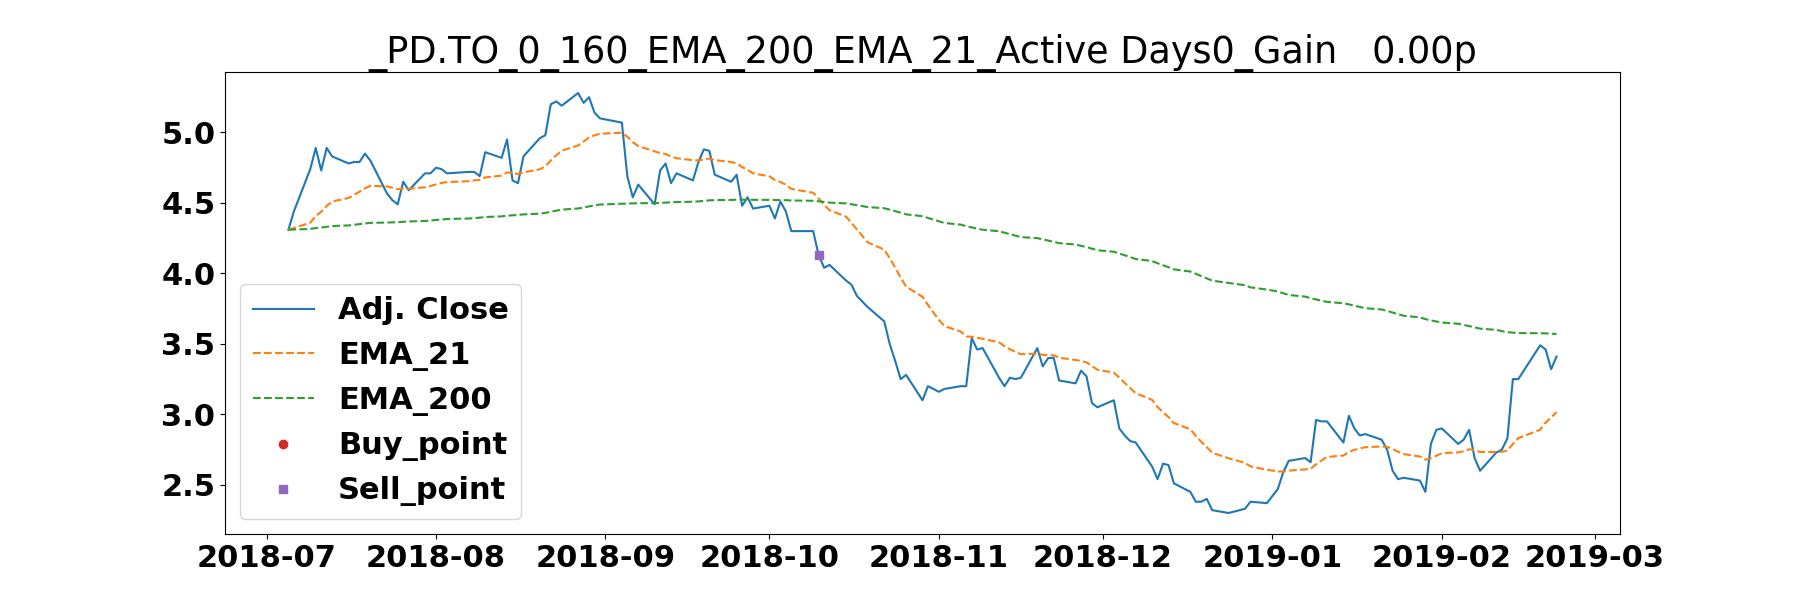 _PD.TO_0_160_EMA_200_EMA_21_Active Days0_Gain   0.00p
5.0
4.5
4.0
3.5
3.0
2.5
Adj. Close
EMA_21
EMA_200
Buy_point
Sell_point
2018-07 2018-08 2018-09 2018-10 2018-11 2018-12 2019-01 2019-02 2019-03